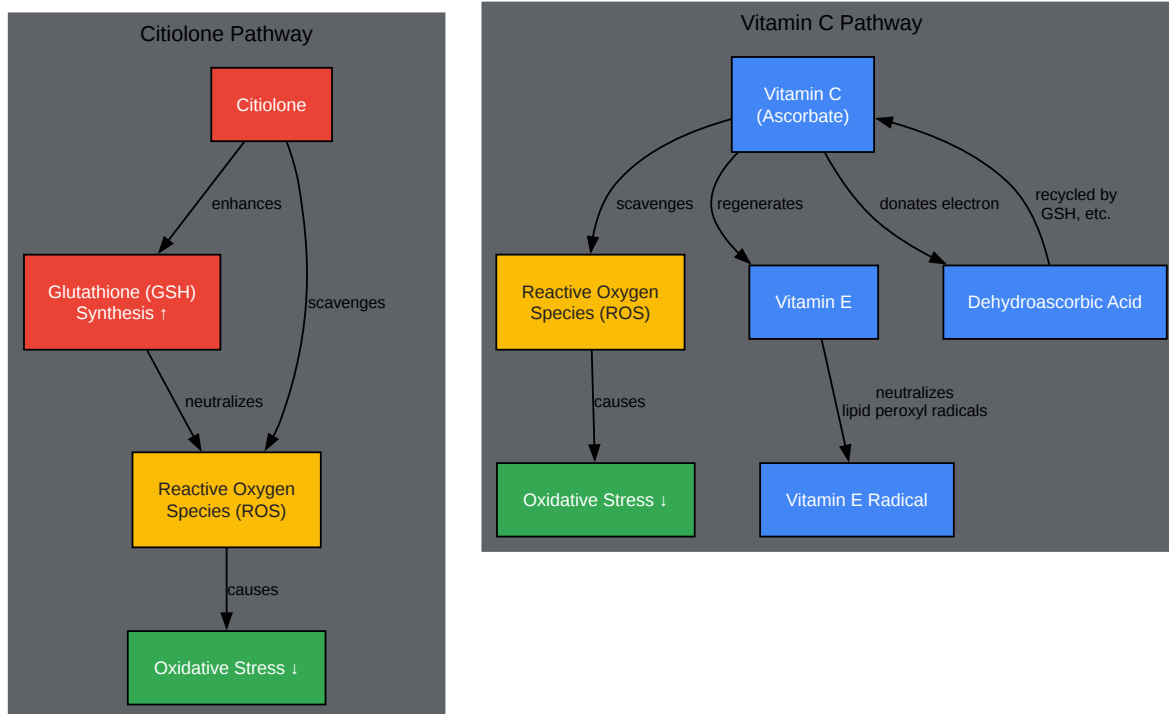 Citiolone Pathway
Citiolone
enhances
Glutathione (GSH)
Synthesis ↑
scavenges
neutralizes
Reactive Oxygen
Species (ROS)
causes
Oxidative Stress ↓
Vitamin C Pathway
Vitamin C
(Ascorbate)
scavenges
regenerates
donates electron
recycled by
GSH, etc.
Reactive Oxygen
Species (ROS)
Vitamin E
Dehydroascorbic Acid
causes
neutralizes
lipid peroxyl radicals
Oxidative Stress ↓
Vitamin E Radical